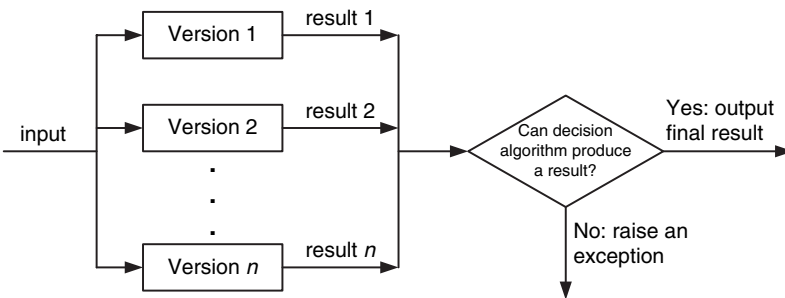 Version 1
result 1
Version 2
result 2
input
Version n
result n
Can decision
algorithm produce
a result?
Yes: output
final result
No: raise an
exception